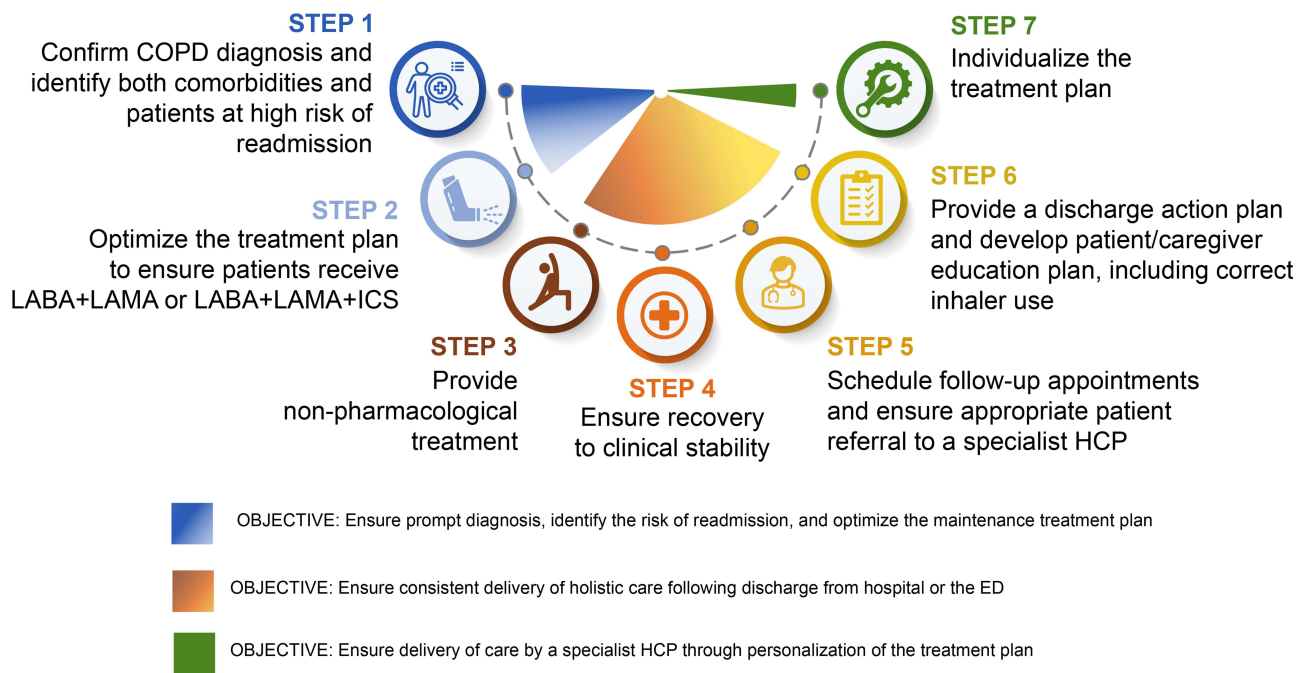 STEP 1
Confirm COPD diagnosis and
identify both comorbidities and
patients at high risk of
readmission
STEP 2
Optimize the treatment plan
to ensure patients receive
LABA+LAMA or LABA+LAMA+ICS
STEP 3
Provide
non-pharmacological
treatment
STEP 4
Ensure recovery
to clinical stability
STEP 5
Schedule follow-up appointments
and ensure appropriate patient
referral to a specialist HCP
STEP 6
Provide a discharge action plan
and develop patient/caregiver
education plan, including correct
inhaler use
STEP 7
Individualize the
treatment plan
OBJECTIVE: Ensure prompt diagnosis, identify the risk of readmission, and optimize the maintenance treatment plan
OBJECTIVE: Ensure consistent delivery of holistic care following discharge from hospital or the ED
OBJECTIVE: Ensure delivery of care by a specialist HCP through personalization of the treatment plan